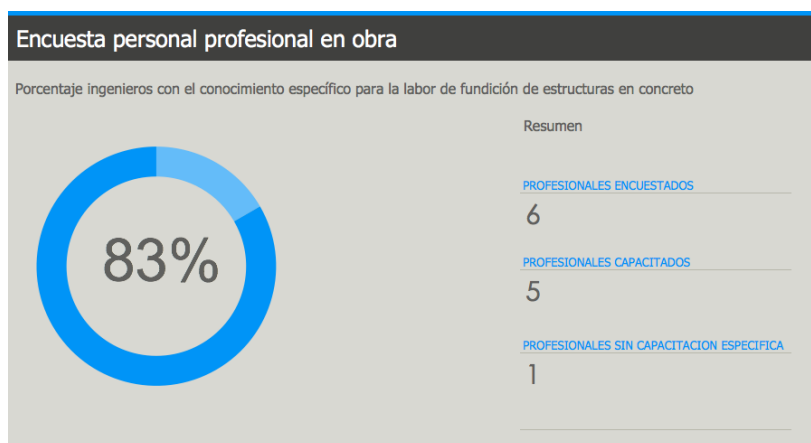 Encuesta personal profesional en obra
Porcentaje ingenieros con el conocimiento específico para la labor de fundición de estructuras en concreto
Resumen
83%
PROFESIONALES ENCUESTADOS
6
PROFESIONALES CAPACITADOS
5
PROFESIONALES SIN CAPACITACION ESPECIFICA
1